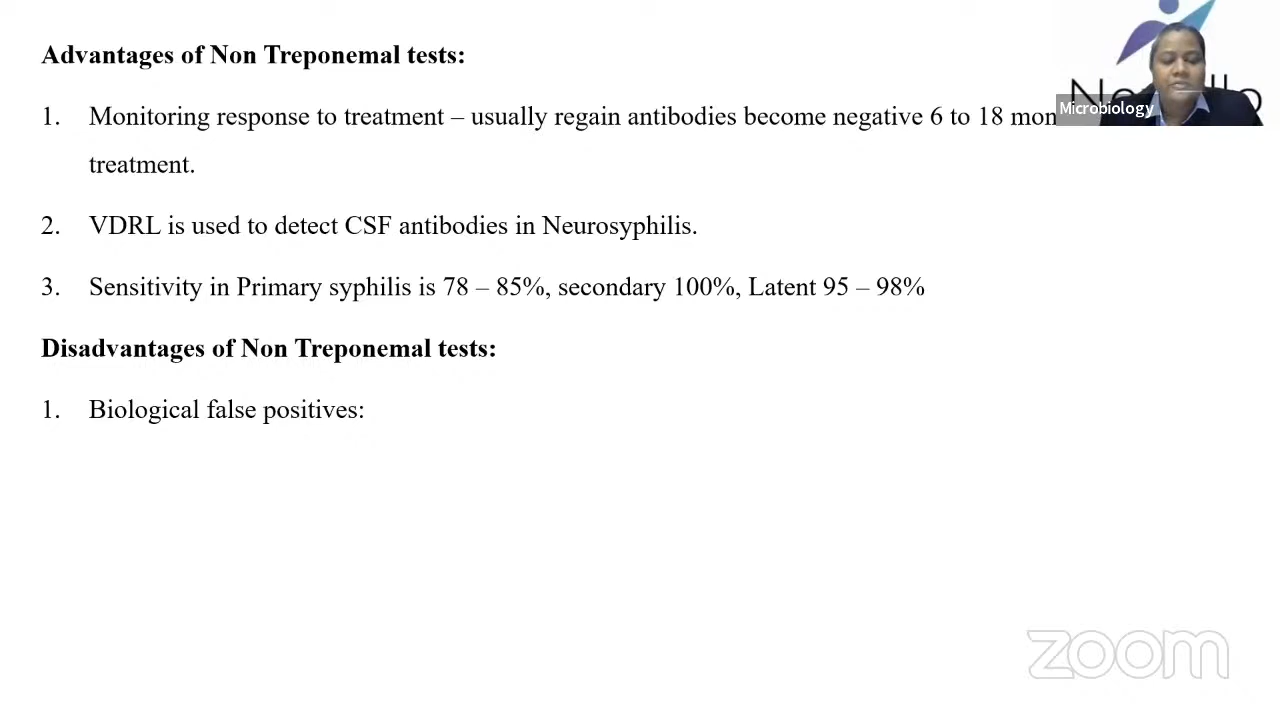 Advantages of Non Treponemal tests:
1. Monitoring response to treatment – usually regain antibodies become negative 6 to 18
treatment.
2. VDRL is used to detect CSF antibodies in Neurosyphilis.
3. Sensitivity in Primary syphilis is 78 – 85%, secondary 100%, Latent 95 – 98%
Disadvantages of Non Treponemal tests:
1. Biological false positives:
Microbiology
zoom